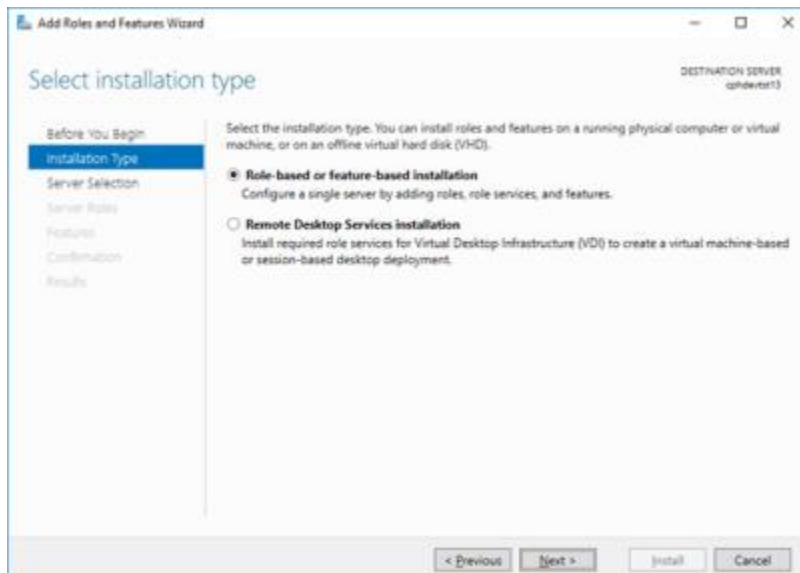 Add Roles and Features Wizard
Select installation type
DESTINATION SERVER
Before You Begin
Installation Type
Server Selection
Server Roles
Features
Confirmation
Results
Select the installation type. You can install roles and features on a running physical computer or virtual
machine, or on an offline virtual hard disk (VHD).
Role-based or feature-based installation
Configure a single server by adding roles, role services, and features.
Remote Desktop Services installation
Install required role services for Virtual Desktop Infrastructure (VDI) to create a virtual machine-based
or session-based desktop deployment.
< Previous
Next >
Install
Cancel